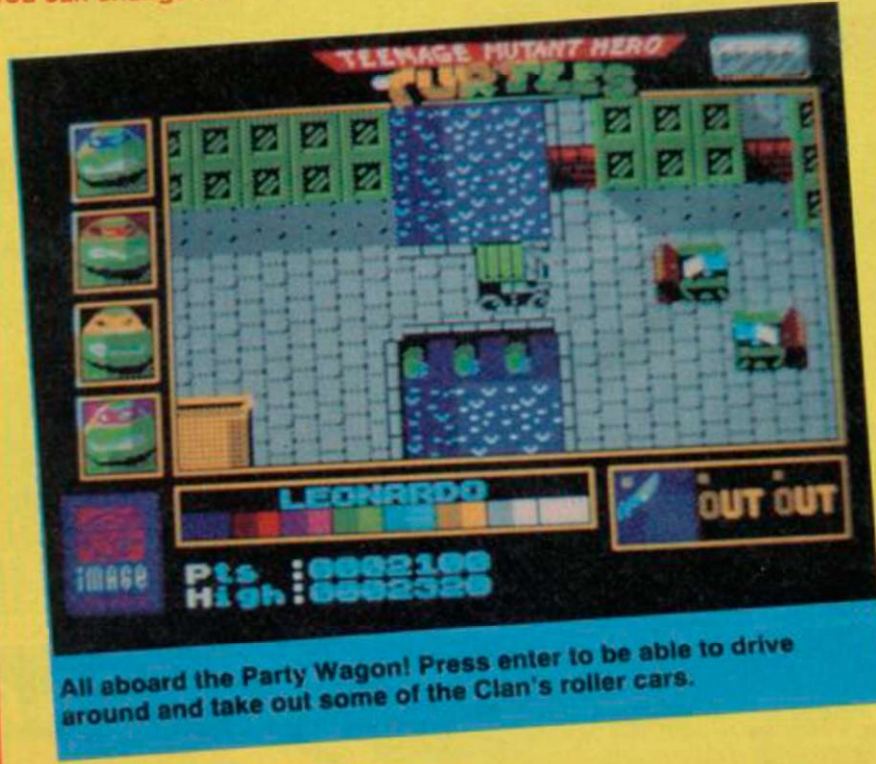 TEENAGE MUTANT HERO
TURTLES
LEONARDO
OUT OUT
image
Pts :0002100
High:0002320
All aboard the Party Wagon! Press enter to be able to drive
around and take out some of the Clan's roller cars.